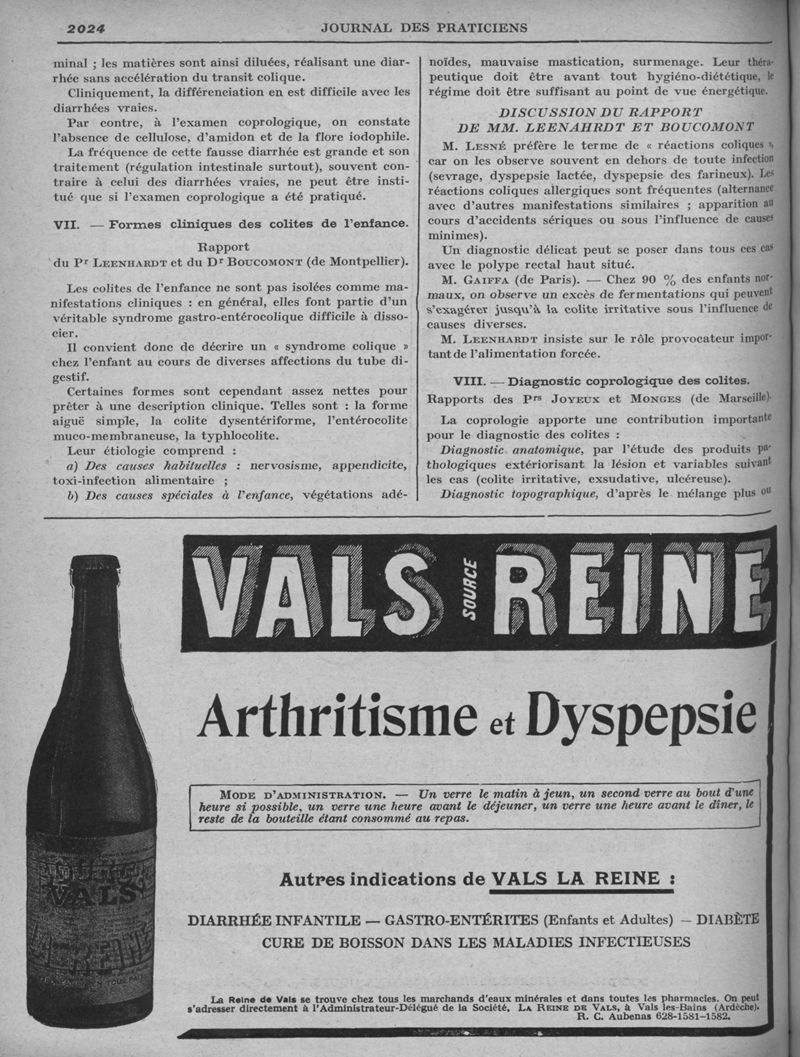 2024
JOURNAL DES PRATICIENS
minal ; les matières sont ainsi diluées, réalisant une diar-
rhée sans accélération du transit colique.
Cliniquement, la différenciation en est difficile avec les
diarrhées vraies.
Par contre, à l'examen coprologique, on constate
l'absence de cellulose, d'amidon et de la flore iodophile.
La fréquence de cette fausse diarrhée est grande et son
traitement (régulation intestinale surtout), souvent con-
traire à celui des diarrhées vraies, ne peut être insti-
tué que si l'examen coprologique a été pratiqué.
VII. — Formes cliniques des colites de l'enfance.
Rapport
du Pr LEENHARDT et du Dr BOUCOMONT (de Montpellier).
Les colites de l'enfance ne sont pas isolées comme ma-
nifestations cliniques : en général, elles font partie d'un
véritable syndrome gastro-entérocolique difficile à disso-
cier.
Il convient donc de décrire un « syndrome colique »
chez l'enfant au cours de diverses affections du tube di-
gestif.
Certaines formes sont cependant assez nettes pour
prêter à une description clinique. Telles sont : la forme
aiguë simple, la colite dysentériforme, l'entérocolite
muco-membraneuse, la typhlocolite.
Leur étiologie comprend :
a) Des causes habituelles : nervosisme, appendicite,
toxi-infection alimentaire ;
b) Des causes spéciales à l'enfance, végétations adé-
noïdes, mauvaise mastication, surmenage. Leur théra-
peutique doit être avant tout hygiéno-diététique, le
régime doit être suffisant au point de vue énergétique.
DISCUSSION DU RAPPORT
DE MM. LEENAHRDT ET BOUCOMONT
M. LESNÉ préfère le terme de « réactions coliques »,
car on les observe souvent en dehors de toute infection
(sevrage, dyspepsie lactée, dyspepsie des farineux). Les
réactions coliques allergiques sont fréquentes (alternance
avec d'autres manifestations similaires ; apparition au
cours d'accidents sériques ou sous l'influence de causes
minimes).
Un diagnostic délicat peut se poser dans tous ces cas
avec le polype rectal haut situé.
M. GAIFFA (de Paris). — Chez 90 % des enfants nor-
maux, on observe un excès de fermentations qui peuvent
s'exagérer jusqu'à la colite irritative sous l'influence de
causes diverses.
M. LEENHARDT insiste sur le rôle provocateur impor-
tant de l'alimentation forcée.
VIII. — Diagnostic coprologique des colites.
Rapports des Prs JOYEUX et MONGES (de Marseille).
La coprologie apporte une contribution importante
pour le diagnostic des colites :
Diagnostic anatomique, par l'étude des produits pa-
thologiques extériorisant la lésion et variables suivant
les cas (colite irritative, exsudative, ulcéreuse).
Diagnostic topographique, d'après le mélange plus ou
VALS SOURCE REINE
Arthritisme et Dyspepsie
MODE D'ADMINISTRATION. — Un verre le matin à jeun, un second verre au bout d'une
heure si possible, un verre une heure avant le déjeuner, un verre une heure avant le dîner, le
reste de la bouteille étant consommé au repas.
Autres indications de VALS LA REINE :
DIARRHÉE INFANTILE — GASTRO-ENTÉRITES (Enfants et Adultes) — DIABÈTE
CURE DE BOISSON DANS LES MALADIES INFECTIEUSES
VALS
La Reine de Vals se trouve chez tous les marchands d'eaux minérales et dans toutes les pharmacies. On peut
s'adresser directement à l'Administrateur-Délégué de la Société, LA REINE DE VALS, à Vals les-Bains (Ardèche).
R. C. Aubenas 628-1581-1582.